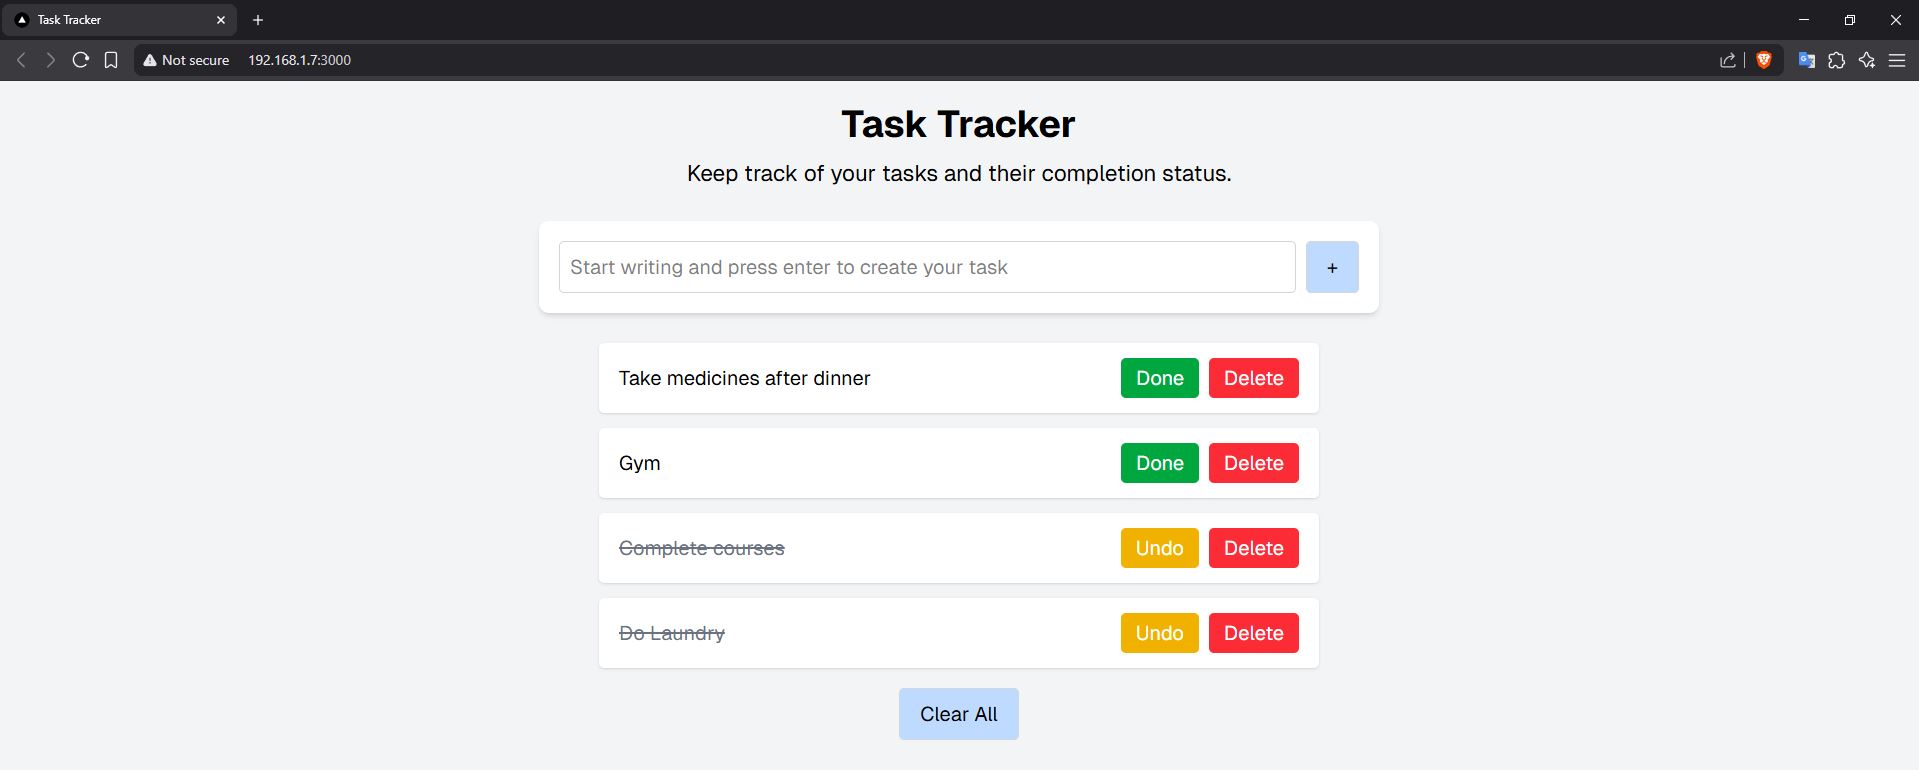 Task Tracker
Not secure 192.168.1.7:3000
Task Tracker
Keep track of your tasks and their completion status.
Start writing and press enter to create your task +
Take medicines after dinner Done Delete
Gym Done Delete
Complete courses Undo Delete
Do Laundry Undo Delete
Clear All